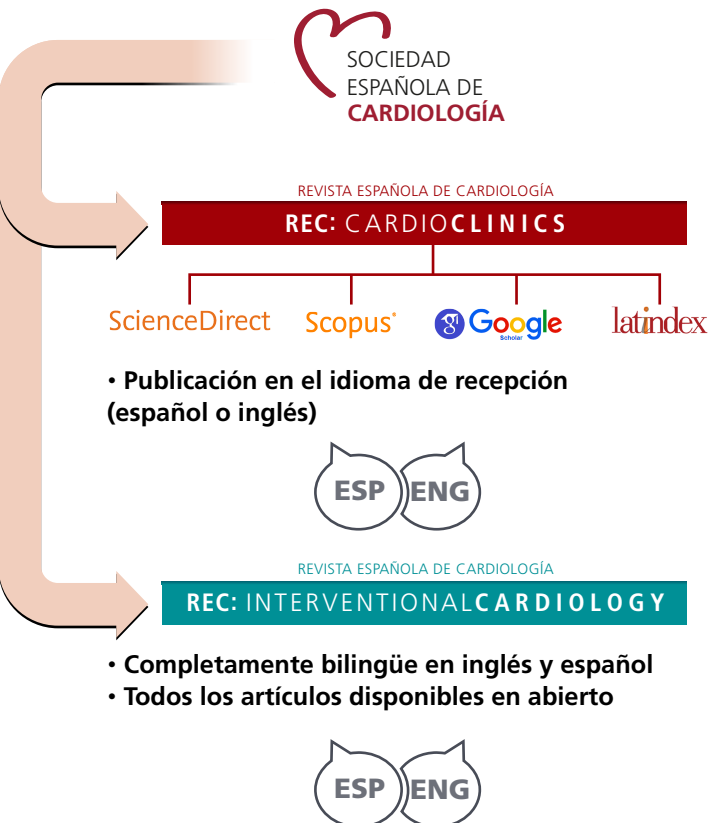 SOCIEDAD
ESPAÑOLA DE
CARDIOLOGÍA
REVISTA ESPAÑOLA DE CARDIOLOGÍA
REC: CARDIOCLINICS
ScienceDirect Scopus® g Google Scholar latindex
• Publicación en el idioma de recepción
(español o inglés)
ESP ENG
REVISTA ESPAÑOLA DE CARDIOLOGÍA
REC: INTERVENTIONALCARDIOLOGY
• Completamente bilingüe en inglés y español
• Todos los artículos disponibles en abierto
ESP ENG